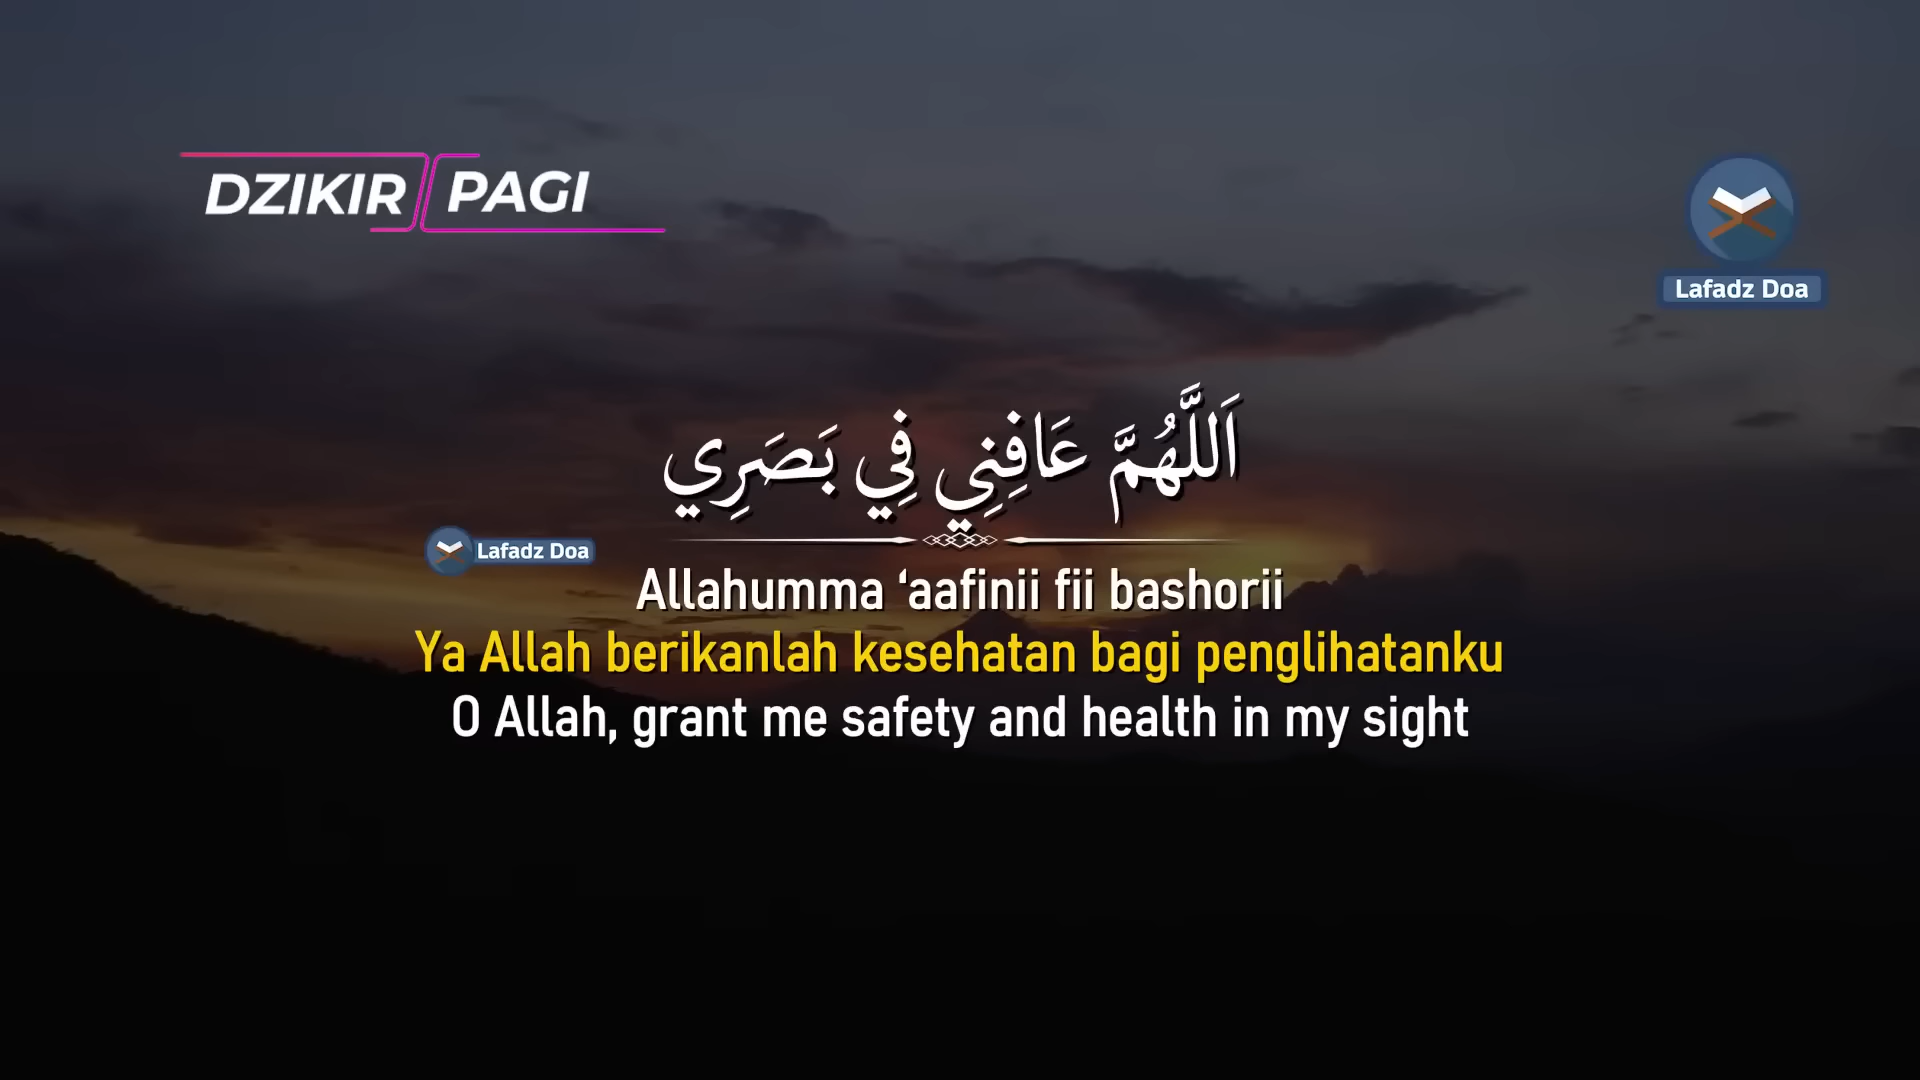 DZIKIR PAGI
Lafadz Doa
اَللَّهُمَّ عَافِنِي فِي بَصَرِي
Lafadz Doa
Allahumma ‘aafinii fii bashorii
Ya Allah berikanlah kesehatan bagi penglihatanku
O Allah, grant me safety and health in my sight